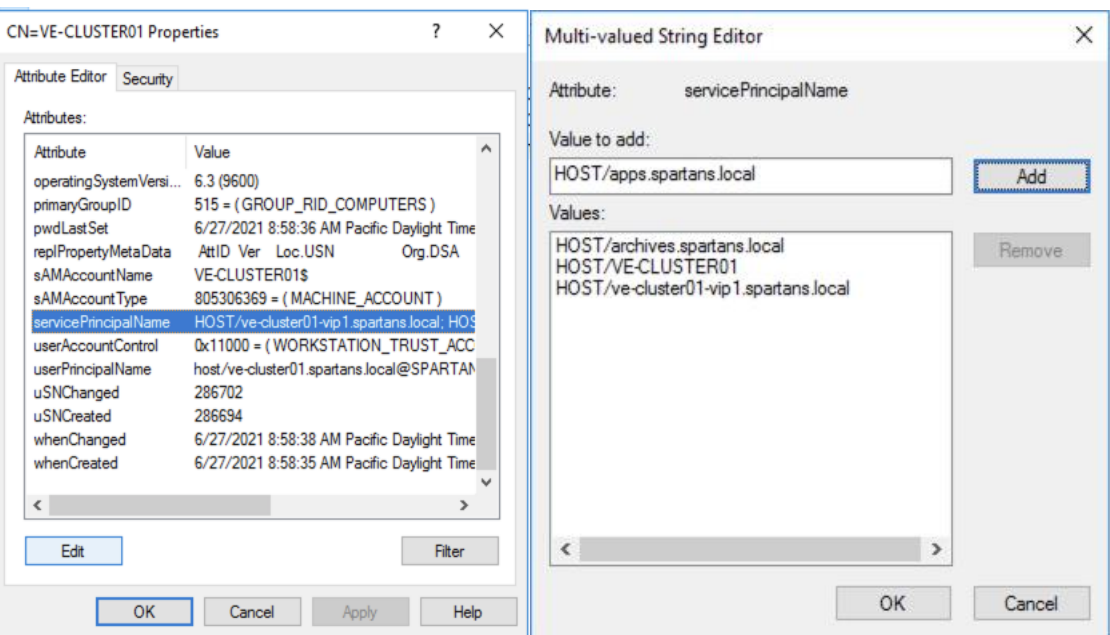 CN=VE-CLUSTER01 Properties
Attribute Editor Security
Attributes:
Attribute Value
operatingSystemVersi... 6.3 (9600)
primaryGroupID 515 = ( GROUP_RID_COMPUTERS )
pwdLastSet 6/27/2021 8:58:36 AM Pacific Daylight Time
replPropertyMetaData AttID Ver Loc.USN Org.DSA
sAMAccountName VE-CLUSTER01$
sAMAccountType 805306369 = ( MACHINE_ACCOUNT )
servicePrincipalName HOST/ve-cluster01-vip1.spartans.local; HOS
userAccountControl 0x11000 = ( WORKSTATION_TRUST_ACC
userPrincipalName host/ve-cluster01.spartans.local@SPARTAN
uSNChanged 286702
uSNCreated 286694
whenChanged 6/27/2021 8:58:38 AM Pacific Daylight Time
whenCreated 6/27/2021 8:58:35 AM Pacific Daylight Time
Edit Filter
OK Cancel Apply Help
Multi-valued String Editor
Attribute: servicePrincipalName
Value to add:
HOST/apps.spartans.local Add
Values:
HOST/archives.spartans.local Remove
HOST/VE-CLUSTER01
HOST/ve-cluster01-vip1.spartans.local
OK Cancel